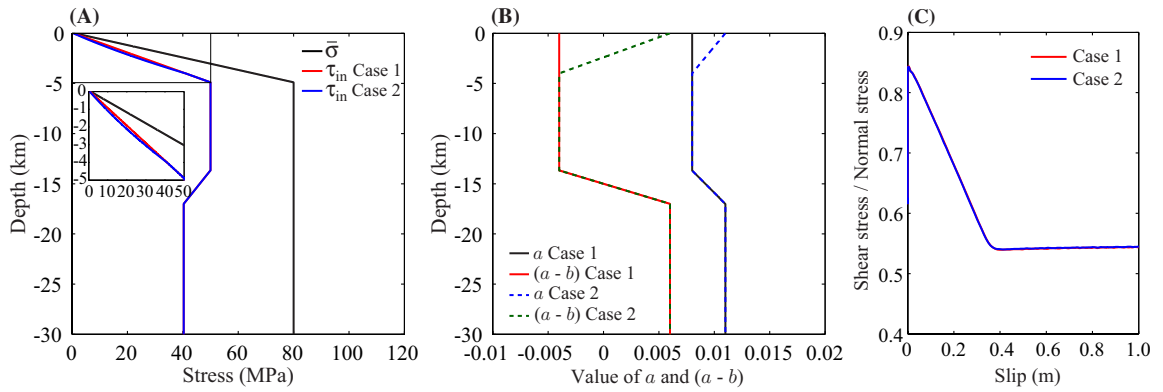 (A)
0
-5
-10
-15
-20
-25
-30
Depth (km)
σ̄
τin Case 1
τin Case 2
0
-1
-2
-3
-4
-5
0 10 20 30 40 50
0 20 40 60 80 100 120
Stress (MPa)
(B)
0
-5
-10
-15
-20
-25
-30
Depth (km)
a Case 1
(a - b) Case 1
a Case 2
(a - b) Case 2
-0.01 -0.005 0 0.005 0.01 0.015 0.02
Value of a and (a - b)
(C)
0.9
0.8
0.7
0.6
0.5
0.4
Shear stress / Normal stress
Case 1
Case 2
0 0.2 0.4 0.6 0.8 1.0
Slip (m)